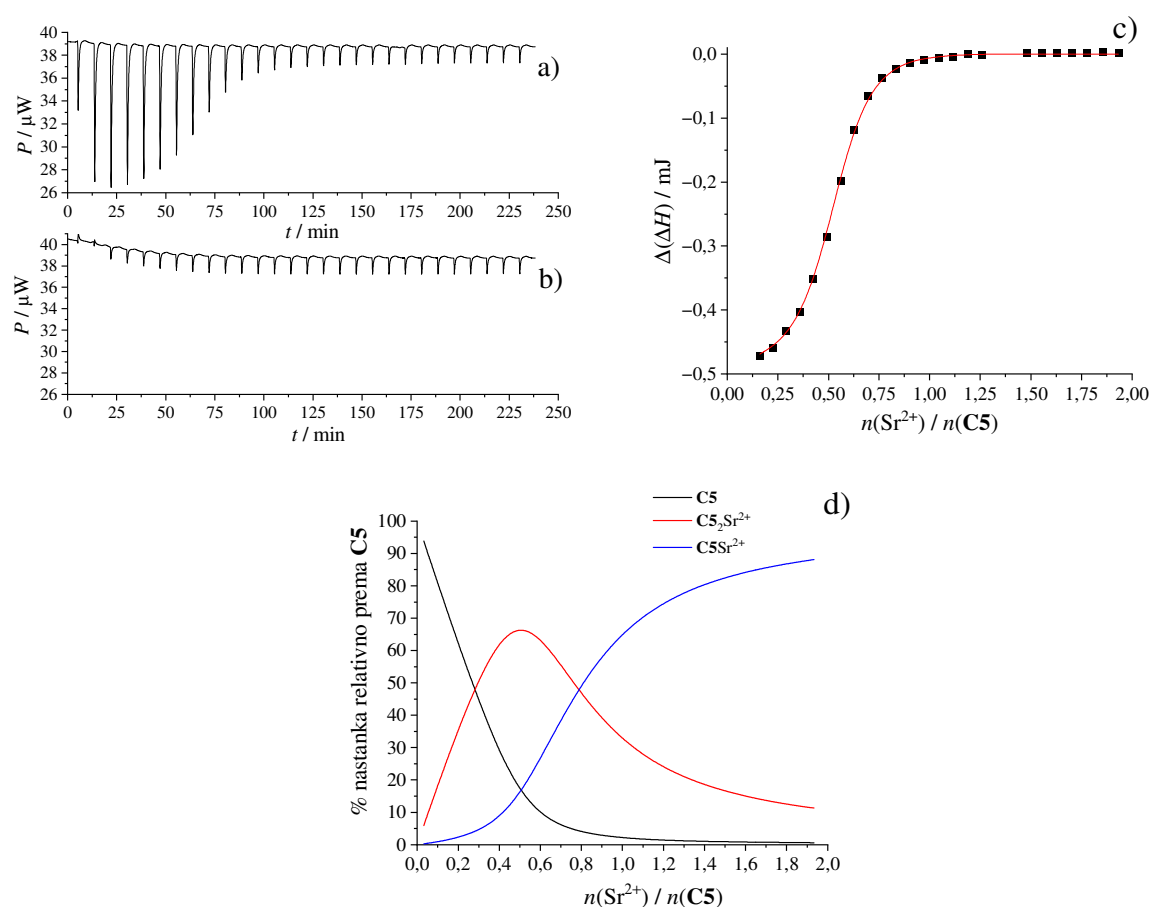 a)
P / µW
40
38
36
34
32
30
28
26
0 25 50 75 100 125 150 175 200 225 250
t / min
b)
P / µW
40
38
36
34
32
30
28
26
0 25 50 75 100 125 150 175 200 225 250
t / min
c)
Δ(ΔH) / mJ
0,0
−0,1
−0,2
−0,3
−0,4
−0,5
0,00 0,25 0,50 0,75 1,00 1,25 1,50 1,75 2,00
n(Sr²⁺) / n(C5)
d)
C5
C5₂Sr²⁺
C5Sr²⁺
% nastanka relativno prema C5
100
90
80
70
60
50
40
30
20
10
0
0,0 0,2 0,4 0,6 0,8 1,0 1,2 1,4 1,6 1,8 2,0
n(Sr²⁺) / n(C5)